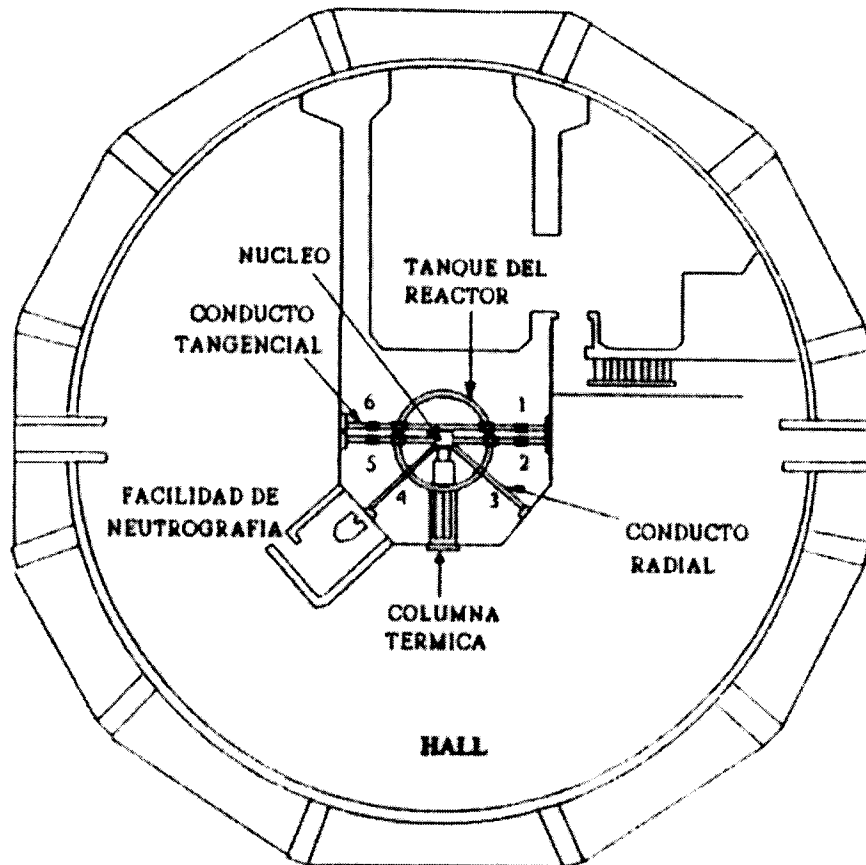 NUCLEO
TANQUE DEL
REACTOR
CONDUCTO
TANGENCIAL
6
1
5
2
4
3
FACILIDAD DE
NEUTROGRAFIA
CONDUCTO
RADIAL
COLUMNA
TERMICA
HALL